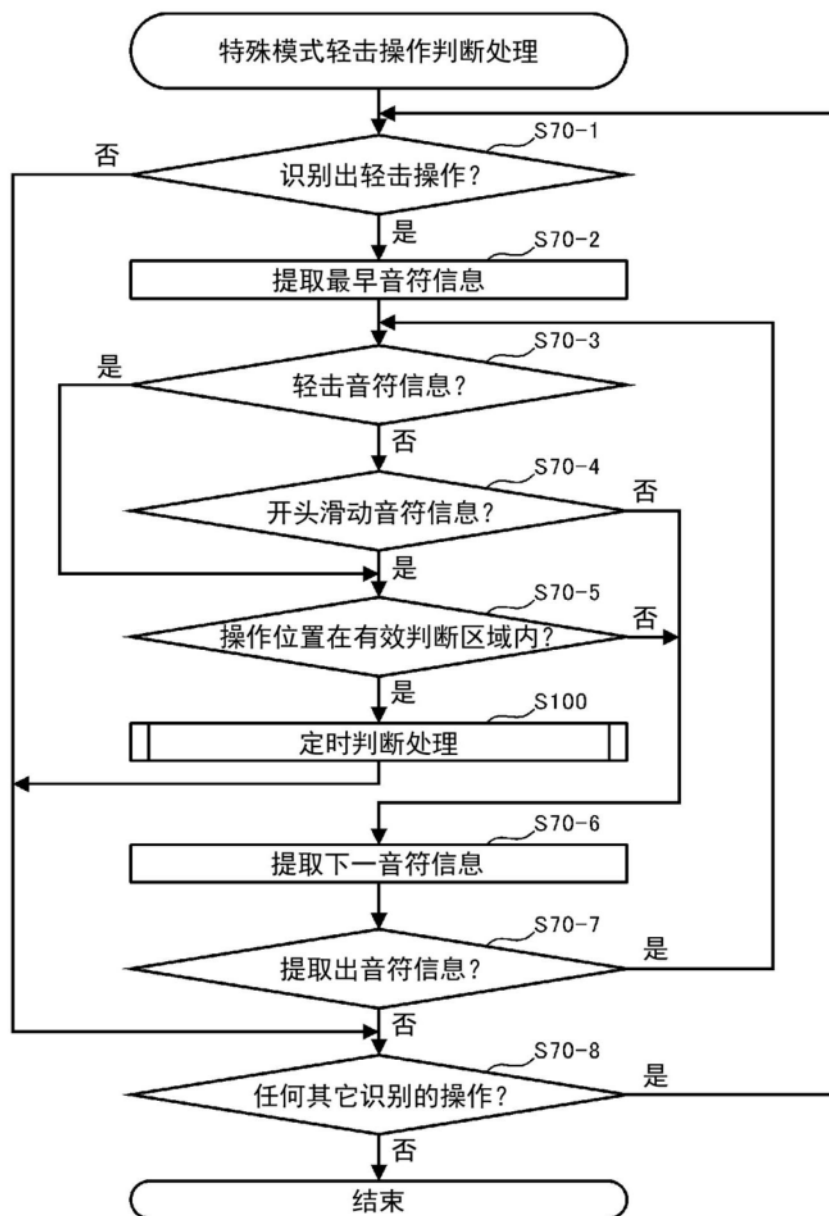 特殊模式轻击操作判断处理
S70-1
否
识别出轻击操作?
是
S70-2
提取最早音符信息
S70-3
是
轻击音符信息?
否
S70-4
否
开头滑动音符信息?
是
S70-5
否
操作位置在有效判断区域内?
是
S100
定时判断处理
S70-6
提取下一音符信息
S70-7
是
提取出音符信息?
否
S70-8
是
任何其它识别的操作?
否
结束